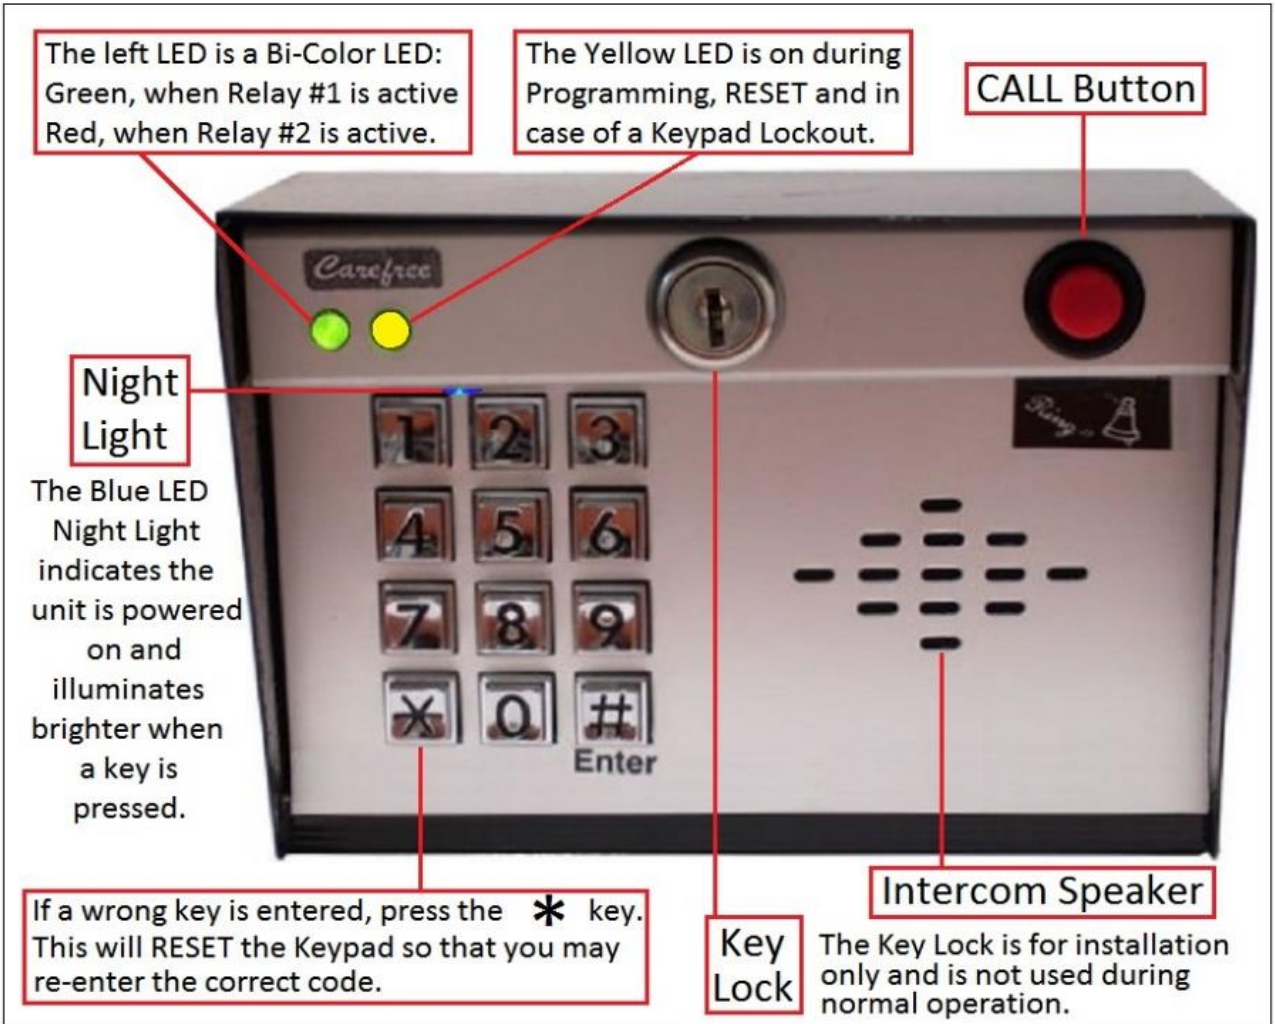 The left LED is a Bi-Color LED:
Green, when Relay #1 is active
Red, when Relay #2 is active.
The Yellow LED is on during
Programming, RESET and in
case of a Keypad Lockout.
CALL Button
Carefree
Night
Light
The Blue LED
Night Light
indicates the
unit is powered
on and
illuminates
brighter when
a key is
pressed.
1 2 3
4 5 6
7 8 9
* 0 #
Enter
Ring..
If a wrong key is entered, press the * key.
This will RESET the Keypad so that you may
re-enter the correct code.
Key
Lock
Intercom Speaker
The Key Lock is for installation
only and is not used during
normal operation.